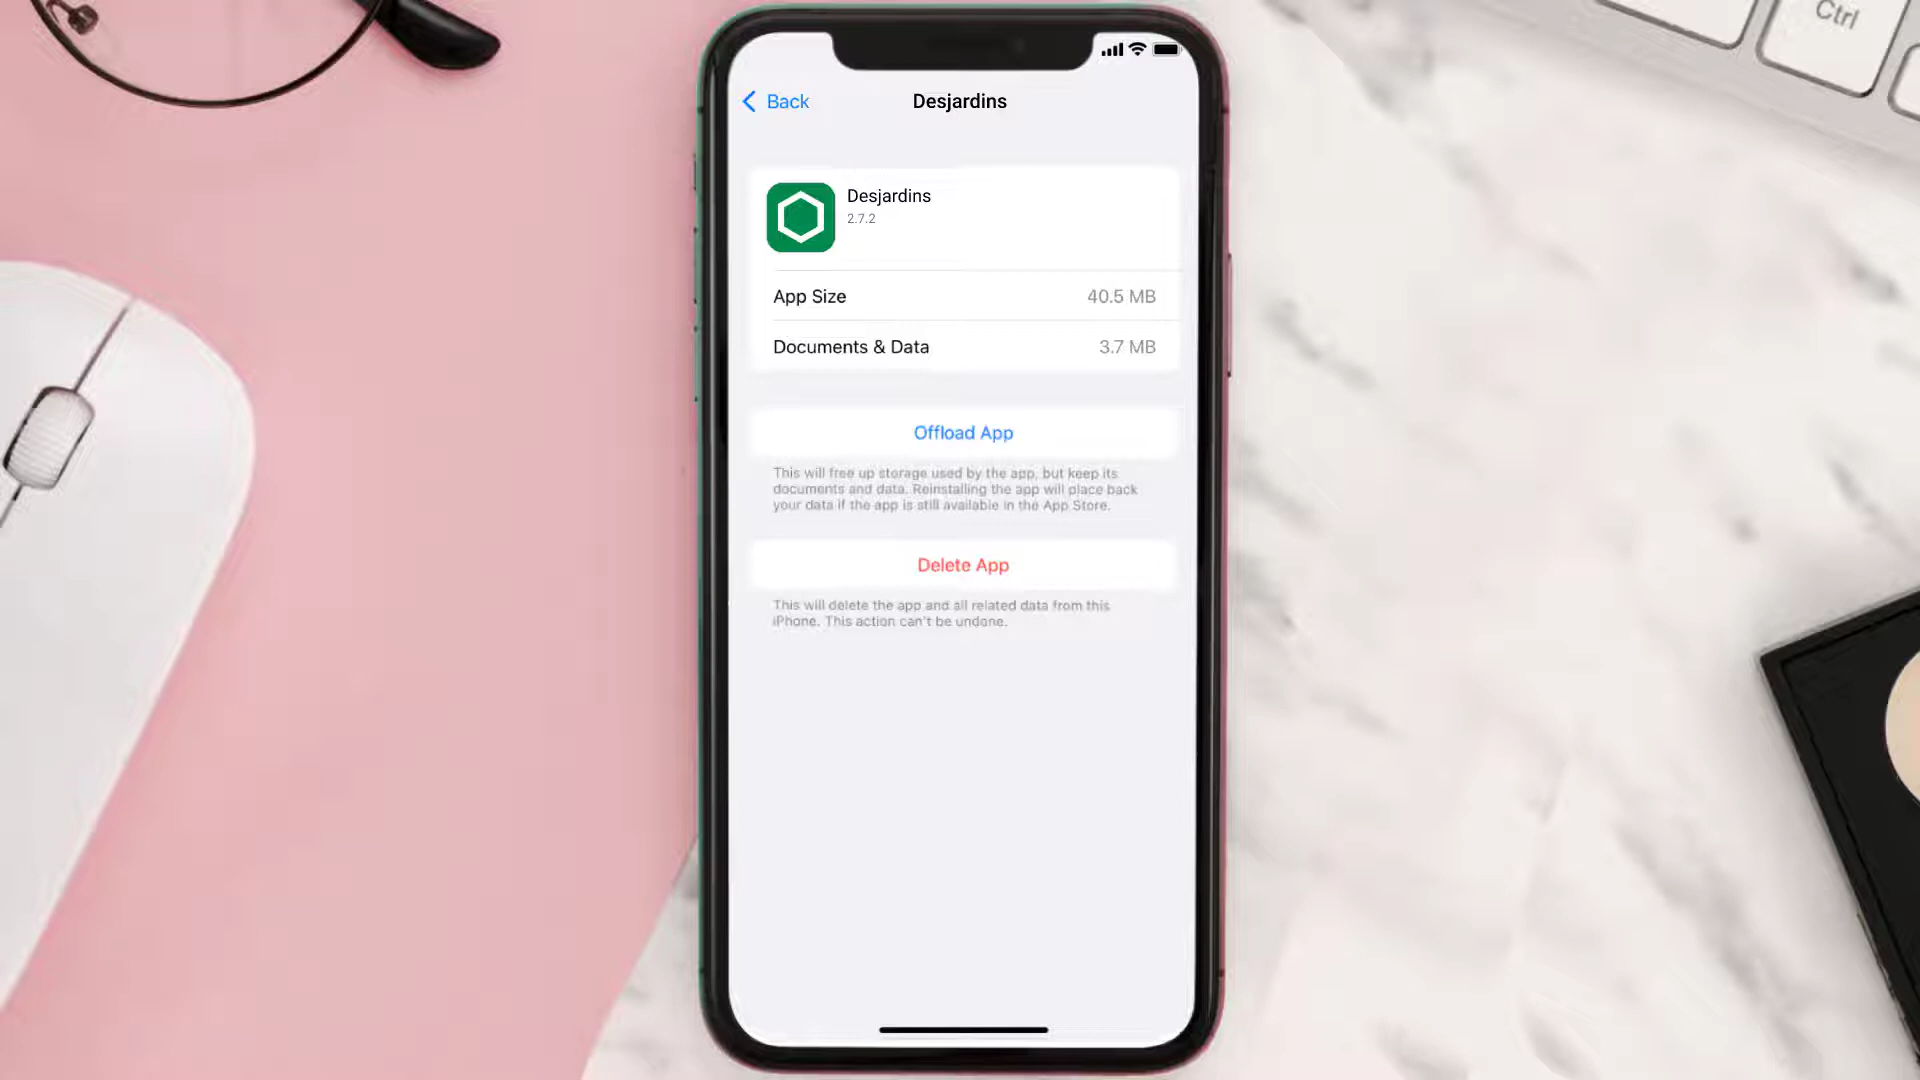 Ctrl
Back
Desjardins
Desjardins
2.7.2
App Size
40.5 MB
Documents & Data
3.7 MB
Offload App
This will free up storage used by the app, but keep its
documents and data. Reinstalling the app will place back
your data if the app is still available in the App Store.
Delete App
This will delete the app and all related data from this
iPhone. This action can't be undone.